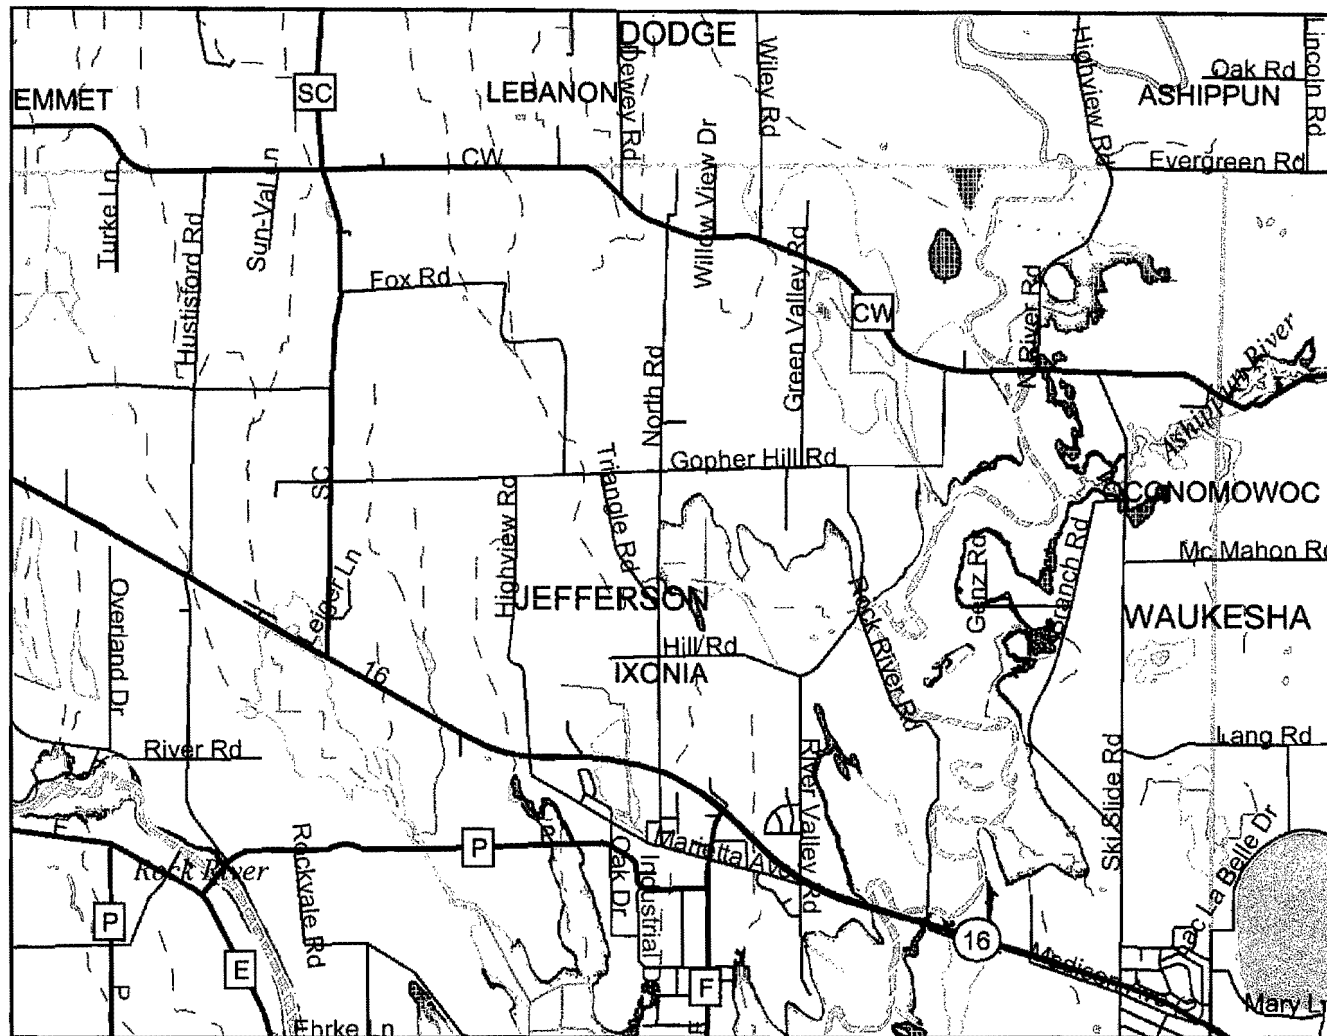 DODGE
Dewey Rd
Wiley Rd
Highview Rd
Lincoln Rd
Oak Rd
SC
EMMET
LEBANON
ASHIPPUN
CW
Willow View Dr
Evergreen Rd
Turke Ln
Sun-Val Ln
Hustisford Rd
Green Valley Rd
Fox Rd
N River Rd
CW
North Rd
Ashippun River
Triangle Rd
Gopher Hill Rd
SC
Highview Rd
OCONOMOWOC
Mc Mahon Rd
Genz Rd
Branch Rd
Overland Dr
JEFFERSON
Rock River Rd
WAUKESHA
Hill Rd
IXONIA
16
River Rd
Lang Rd
River Valley Rd
Ski Slide Rd
Rockvale Rd
P
Marietta Ave
Oak Dr
Lac La Belle Dr
Rock River
Industrial Dr
P
E
16
Madison Ave
F
P
Ehrke Ln
Mary L